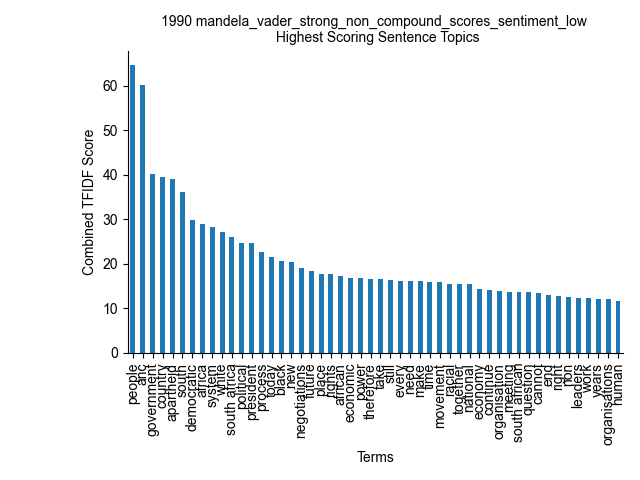 1990 mandela_vader_strong_non_compound_scores_sentiment_low
Highest Scoring Sentence Topics
Combined TFIDF Score
60
50
40
30
20
10
0
people
anc
government
country
apartheid
south
democratic
africa
system
white
south africa
political
president
process
today
black
new
negotiations
future
place
rights
african
economic
power
therefore
take
still
every
need
make
time
movement
racial
together
national
economy
continue
organisation
meeting
south african
question
cannot
end
right
non
leaders
work
years
organisations
human
Terms